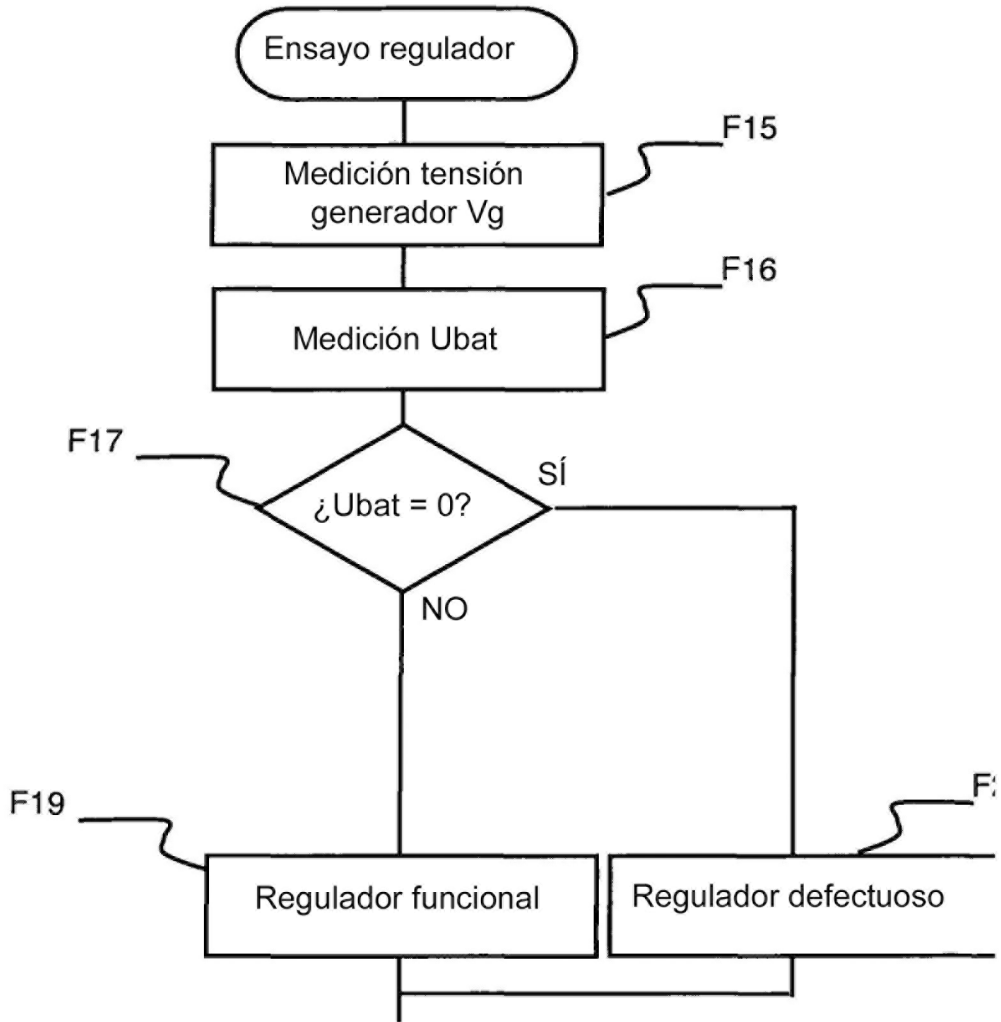 Ensayo regulador
F15
Medición tensión
generador Vg
F16
Medición Ubat
F17
SÍ
¿Ubat = 0?
NO
F19
Regulador funcional
Regulador defectuoso